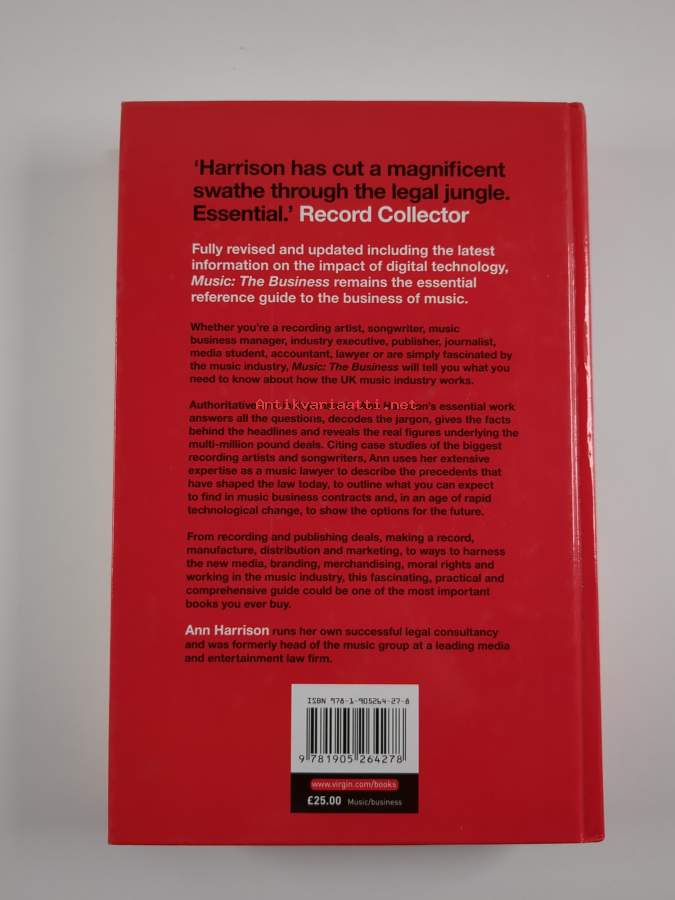 ‘Harrison has cut a magnificent
swathe through the legal jungle.
Essential.’ Record Collector
Fully revised and updated including the latest
information on the impact of digital technology,
Music: The Business remains the essential
reference guide to the business of music.
Whether you're a recording artist, songwriter, music
business manager, industry executive, publisher, journalist,
media student, accountant, lawyer or are simply fascinated by
the music industry, Music: The Business will tell you what you
need to know about how the UK music industry works.
Authoritative Antikvariaatti.net Harrison's essential work
answers all the questions, decodes the jargon, gives the facts
behind the headlines and reveals the real figures underlying the
multi-million pound deals. Citing case studies of the biggest
recording artists and songwriters, Ann uses her extensive
expertise as a music lawyer to describe the precedents that
have shaped the law today, to outline what you can expect
to find in music business contracts and, in an age of rapid
technological change, to show the options for the future.
From recording and publishing deals, making a record,
manufacture, distribution and marketing, to ways to harness
the new media, branding, merchandising, moral rights and
working in the music industry, this fascinating, practical and
comprehensive guide could be one of the most important
books you ever buy.
Ann Harrison runs her own successful legal consultancy
and was formerly head of the music group at a leading media
and entertainment law firm.
ISBN 978-1-905264-27-8
9 781905 264278
www.virgin.com/books
£25.00 Music/business